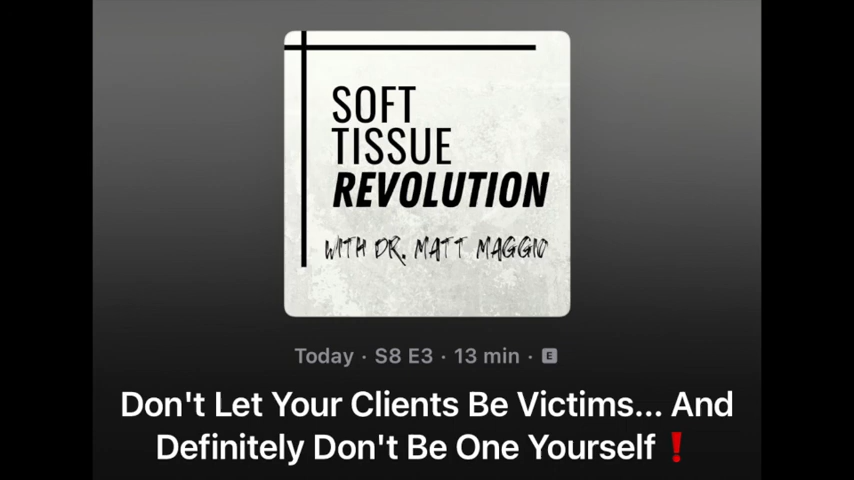 SOFT
TISSUE
REVOLUTION
WITH DR. MATT MAGGIO
Today · S8 E3 · 13 min · E
Don't Let Your Clients Be Victims... And
Definitely Don't Be One Yourself❗